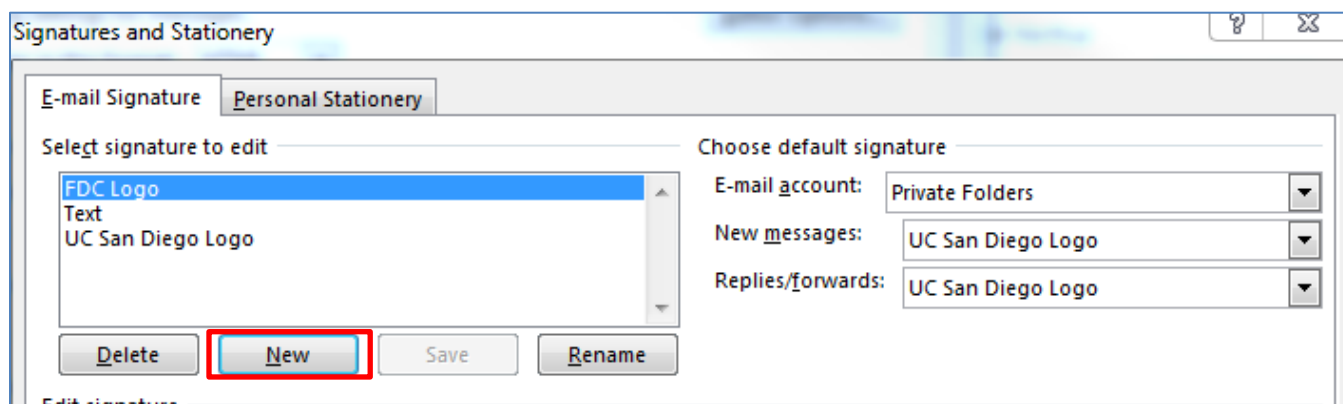 Signatures and Stationery
E-mail Signature Personal Stationery
Select signature to edit
FDC Logo
Text
UC San Diego Logo
Delete New Save Rename
Choose default signature
E-mail account: Private Folders
New messages: UC San Diego Logo
Replies/forwards: UC San Diego Logo
Edit signature